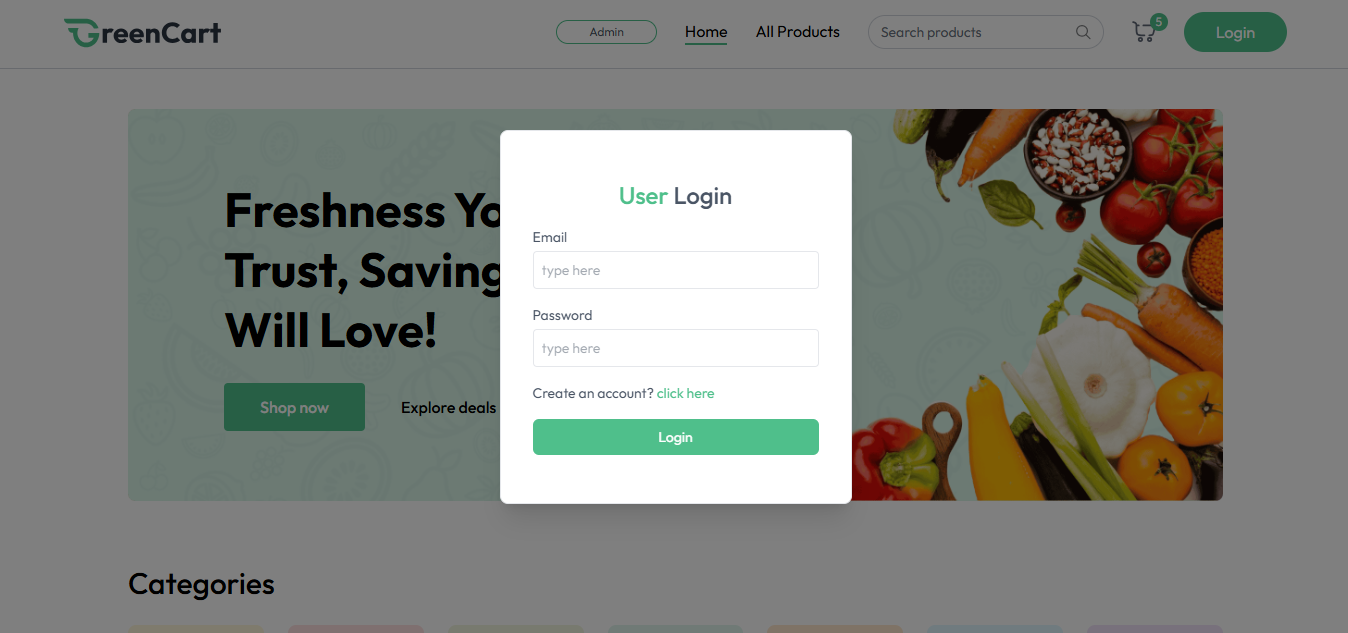 GreenCart
Admin
Home
All Products
Search products
5
Login
Freshness Yo
Trust, Saving
Will Love!
Shop now
Explore deals
User Login
Email
type here
Password
type here
Create an account? click here
Login
Categories